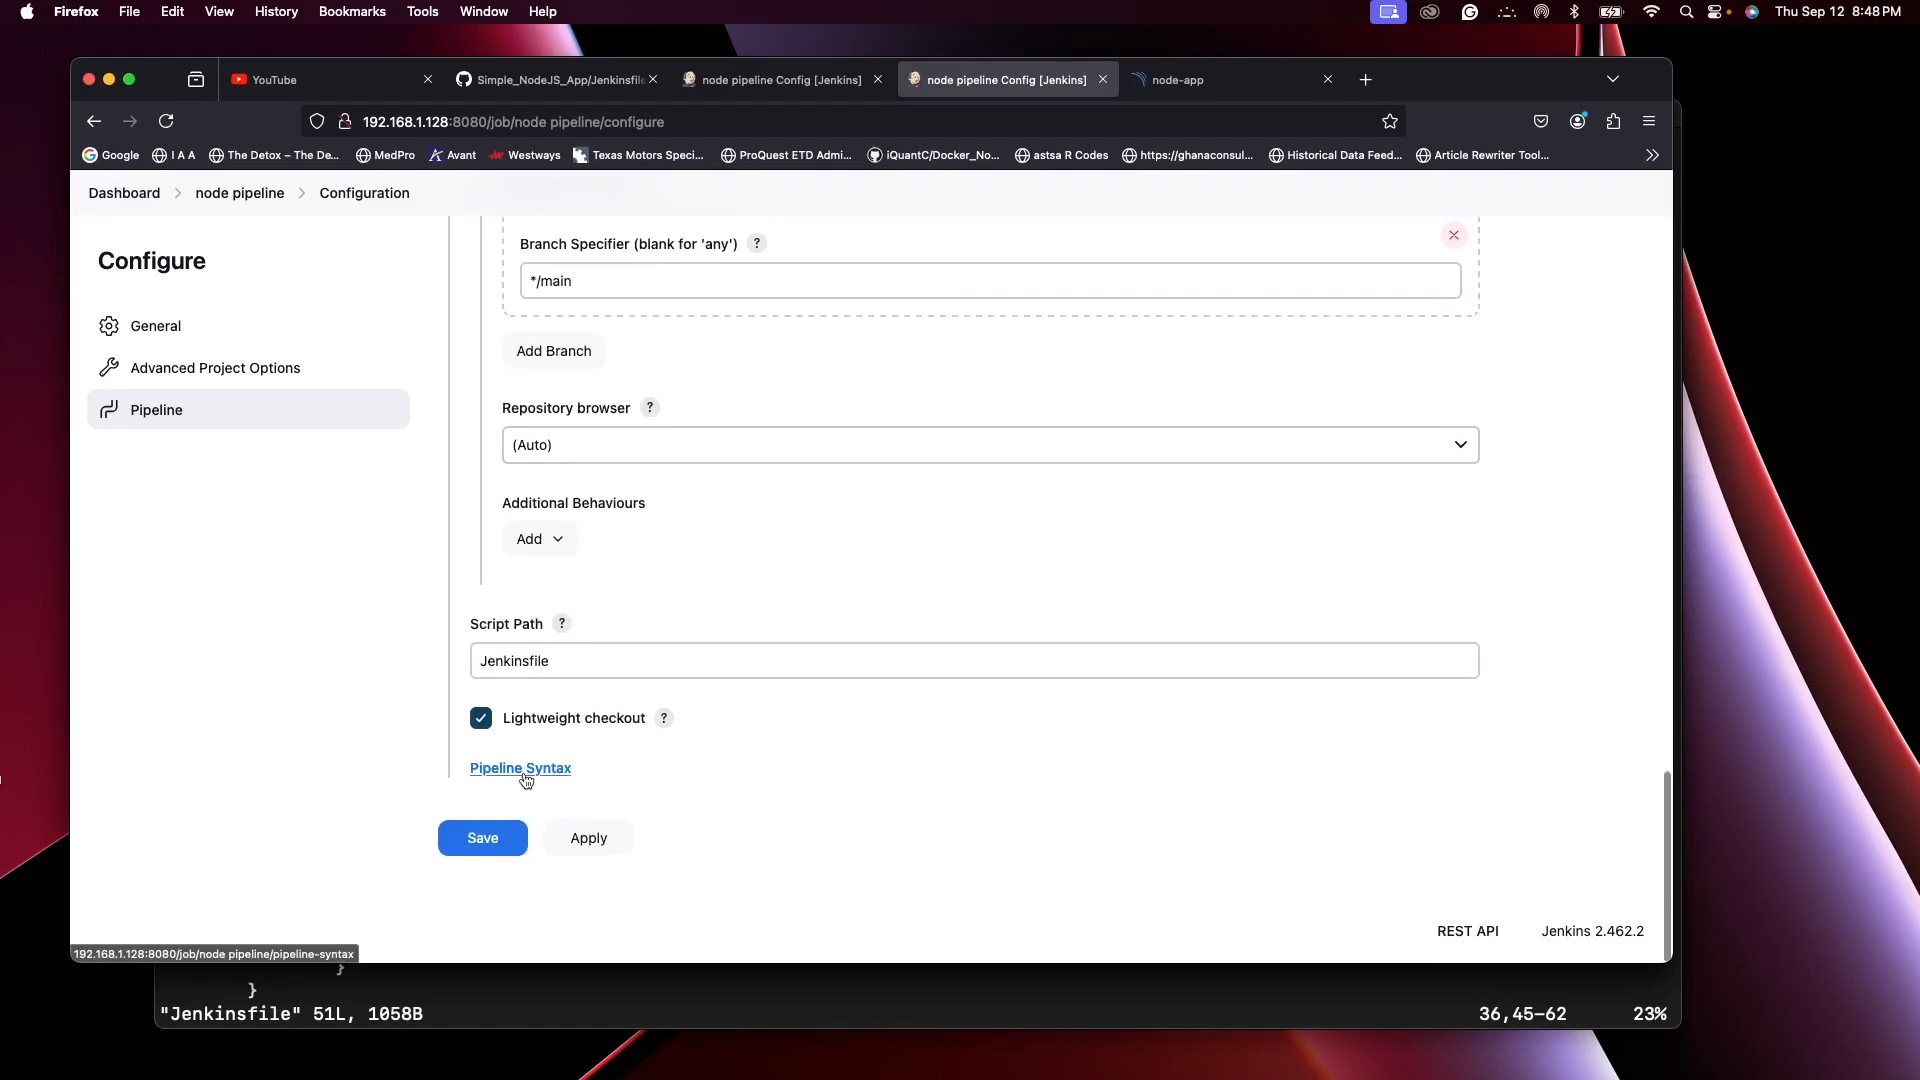 Firefox File Edit View History Bookmarks Tools Window Help Thu Sep 12 8:48 PM
YouTube Simple_NodeJS_App/Jenkinsfile node pipeline Config [Jenkins] node pipeline Config [Jenkins] node-app
192.168.1.128:8080/job/node pipeline/configure
Google I A A The Detox – The De... MedPro Avant Westways Texas Motors Speci... ProQuest ETD Admi... iQuantC/Docker_No... astsa R Codes https://ghanaconsul... Historical Data Feed... Article Rewriter Tool...
Dashboard node pipeline Configuration
Configure
General
Advanced Project Options
Pipeline
Branch Specifier (blank for 'any') ?
*/main
Add Branch
Repository browser ?
(Auto)
Additional Behaviours
Add
Script Path ?
Jenkinsfile
Lightweight checkout ?
Pipeline Syntax
Save Apply
REST API Jenkins 2.462.2
192.168.1.128:8080/job/node pipeline/pipeline-syntax
}
}
"Jenkinsfile" 51L, 1058B 36,45-62 23%